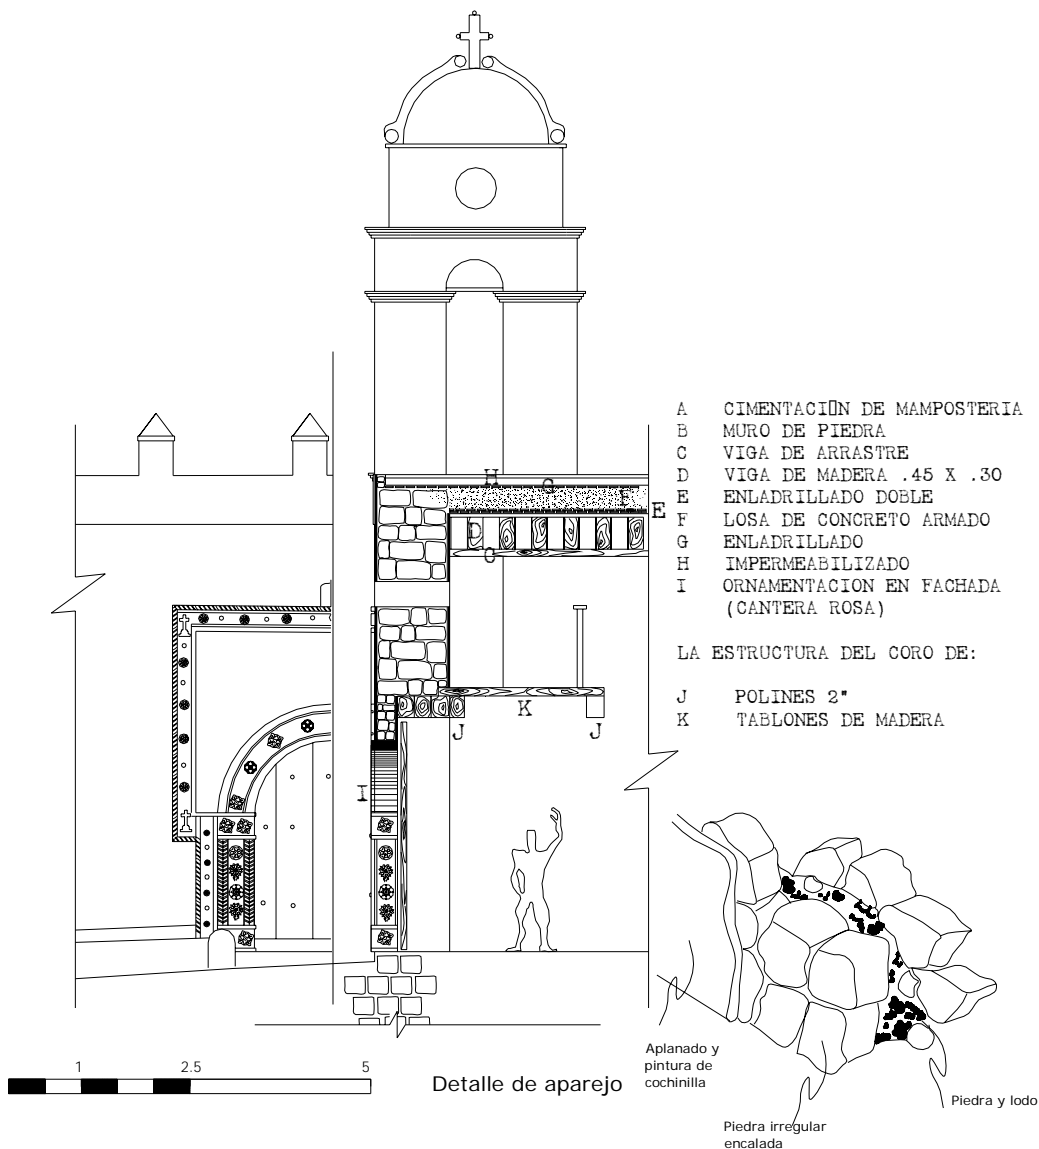 A CIMENTACI▯N DE MAMPOSTERIA
B MURO DE PIEDRA
C VIGA DE ARRASTRE
D VIGA DE MADERA .45 X .30
E ENLADRILLADO DOBLE
F LOSA DE CONCRETO ARMADO
G ENLADRILLADO
H IMPERMEABILIZADO
I ORNAMENTACION EN FACHADA
(CANTERA ROSA)
LA ESTRUCTURA DEL CORO DE:
J POLINES 2"
K TABLONES DE MADERA
H
G
F
E
D
C
K
J
J
I
1 2.5 5
Detalle de aparejo
Aplanado y
pintura de
cochinilla
Piedra y lodo
Piedra irregular
encalada